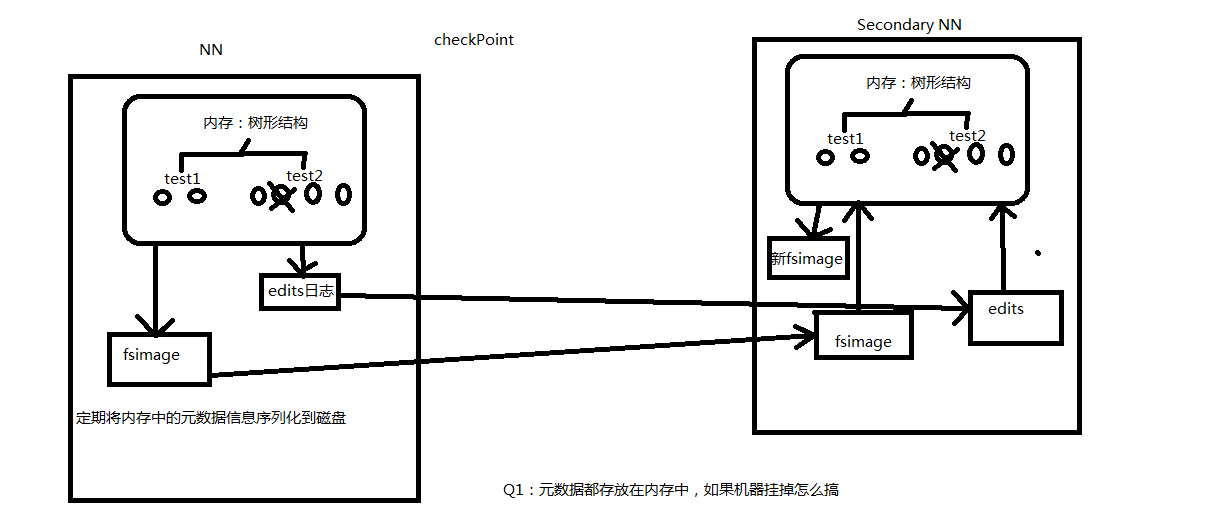 NN
checkPoint
Secondary NN
内存：树形结构
test1
test2
edits日志
fsimage
定期将内存中的元数据信息序列化到磁盘
内存：树形结构
test1
test2
新fsimage
fsimage
edits
Q1：元数据都存放在内存中，如果机器挂掉怎么搞